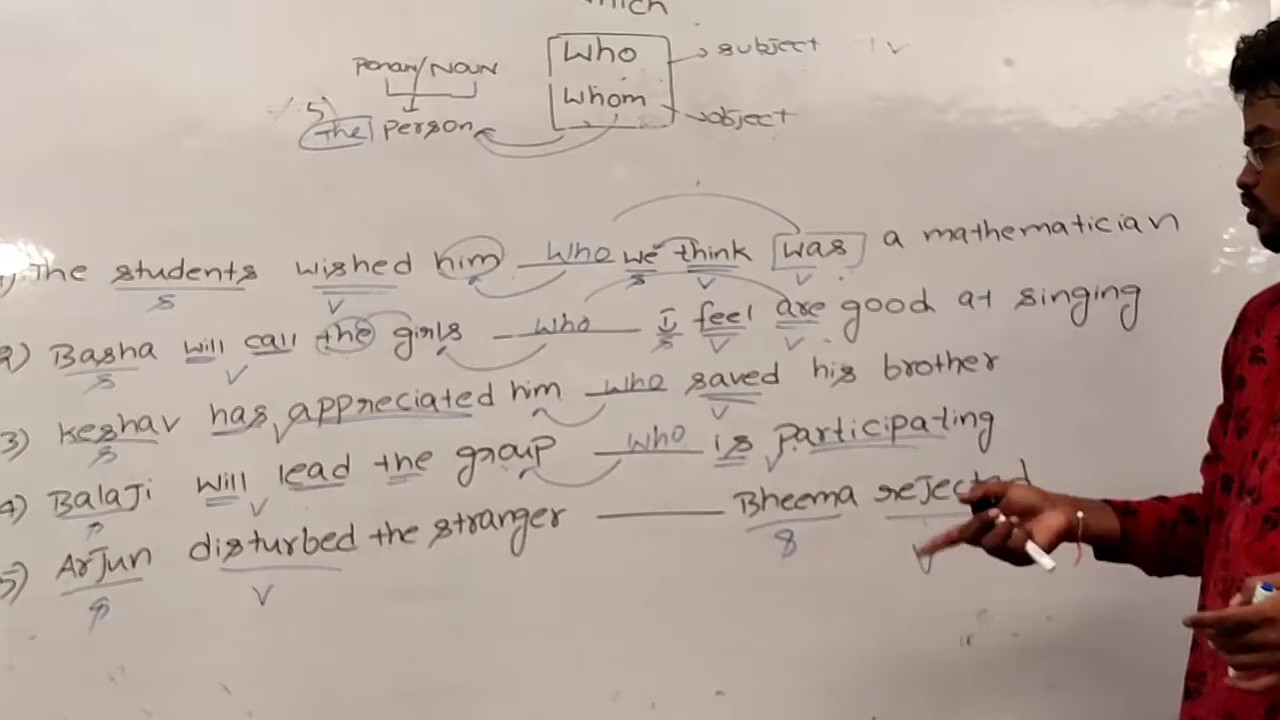 which
Who → subject
/NOUN
Whom → object
5)
the person
1) The students wished him who we think was a mathematician
S V S V V
2) Basha will call the girls who I feel are good at singing
S V S V V
3) Keshav has appreciated him who saved his brother
S V V
4) BalaJi will lead the group who is participating
S V V
5) ArJun disturbed the stranger ——— Bheema reJected
S V S V